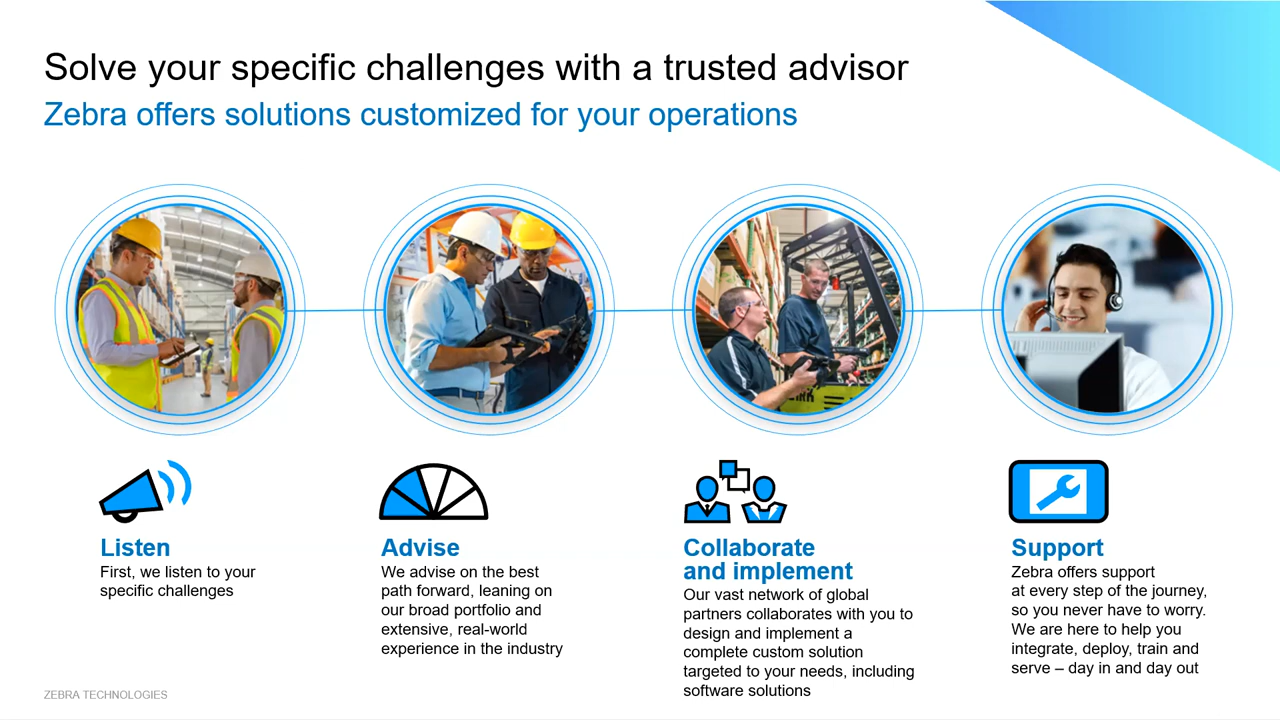 Solve your specific challenges with a trusted advisor
Zebra offers solutions customized for your operations
Listen
First, we listen to your
specific challenges
Advise
We advise on the best
path forward, leaning on
our broad portfolio and
extensive, real-world
experience in the industry
Collaborate
and implement
Our vast network of global
partners collaborates with you to
design and implement a
complete custom solution
targeted to your needs, including
software solutions
Support
Zebra offers support
at every step of the journey,
so you never have to worry.
We are here to help you
integrate, deploy, train and
serve – day in and day out
ZEBRA TECHNOLOGIES